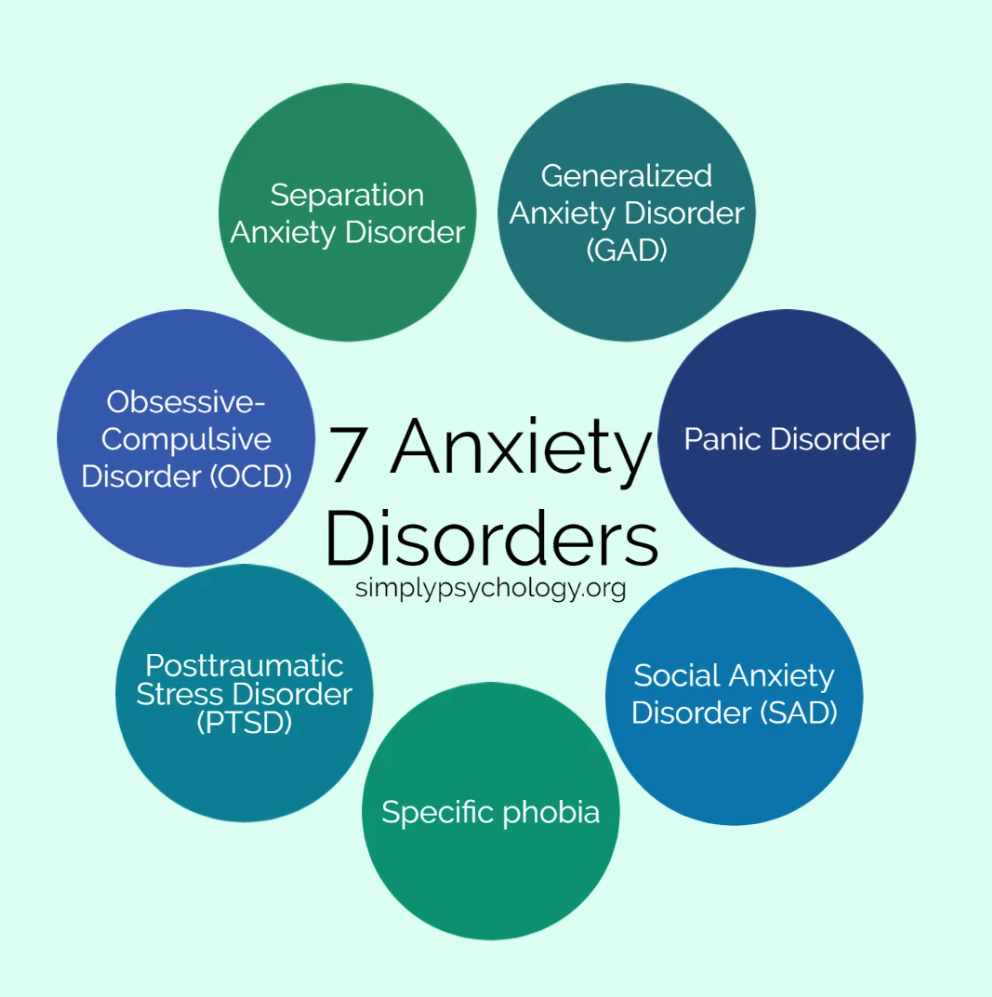 Separation
Anxiety Disorder
Generalized
Anxiety Disorder
(GAD)
Obsessive-
Compulsive
Disorder (OCD)
7 Anxiety
Disorders
simplypsychology.org
Panic Disorder
Posttraumatic
Stress Disorder
(PTSD)
Social Anxiety
Disorder (SAD)
Specific phobia